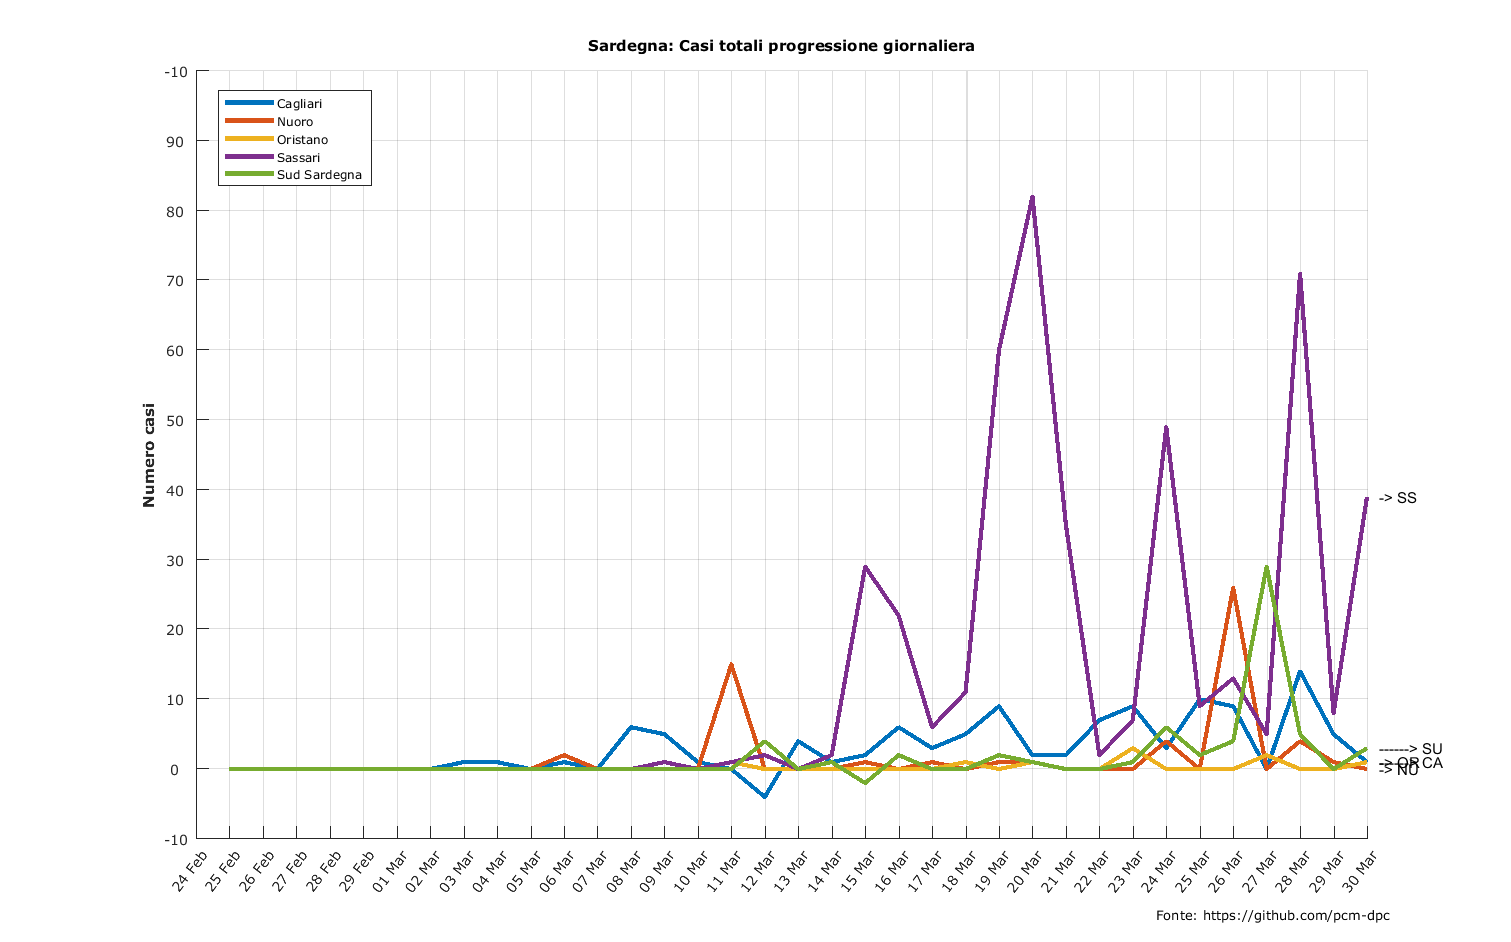 Sardegna: Casi totali progressione giornaliera
-10
90
80
70
60
50
40
30
20
10
0
-10
Numero casi
Cagliari
Nuoro
Oristano
Sassari
Sud Sardegna
-> SS
------> SU
CA
-> OR
-> NU
24 Feb
25 Feb
26 Feb
27 Feb
28 Feb
29 Feb
01 Mar
02 Mar
03 Mar
04 Mar
05 Mar
06 Mar
07 Mar
08 Mar
09 Mar
10 Mar
11 Mar
12 Mar
13 Mar
14 Mar
15 Mar
16 Mar
17 Mar
18 Mar
19 Mar
20 Mar
21 Mar
22 Mar
23 Mar
24 Mar
25 Mar
26 Mar
27 Mar
28 Mar
29 Mar
30 Mar
Fonte: https://github.com/pcm-dpc